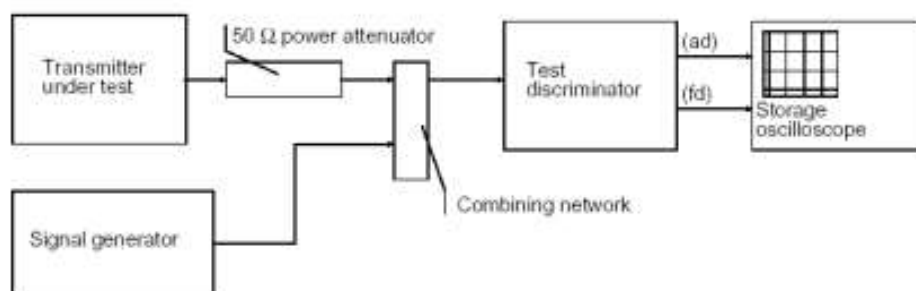 50 Ω power attenuator
Transmitter
under test
Test
discriminator
(ad)
(fd)
Storage
oscilloscope
Combining network
Signal generator